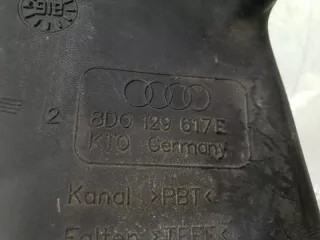 2
8D0 129 617E
KTO Germany
Kanal >PBT<